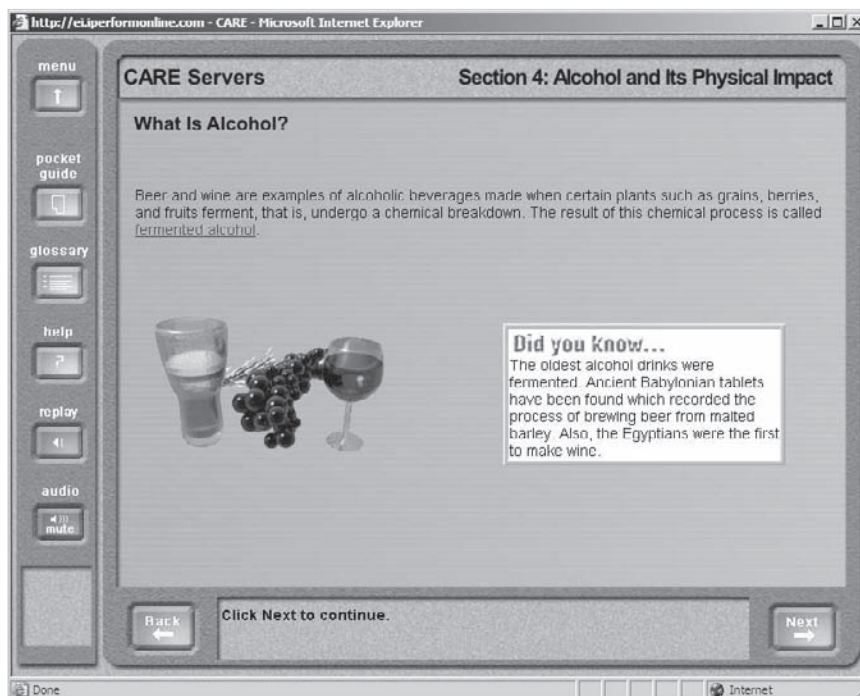 http://ei.iperformonline.com - CARE - Microsoft Internet Explorer
menu
pocket
guide
glossary
help
?
replay
audio
mute
CARE Servers
Section 4: Alcohol and Its Physical Impact
What Is Alcohol?
Beer and wine are examples of alcoholic beverages made when certain plants such as grains, berries,
and fruits ferment, that is, undergo a chemical breakdown. The result of this chemical process is called
fermented alcohol.
Did you know...
The oldest alcohol drinks were
fermented. Ancient Babylonian tablets
have been found which recorded the
process of brewing beer from malted
barley. Also, the Egyptians were the first
to make wine.
Back
Click Next to continue.
Next
Done
Internet